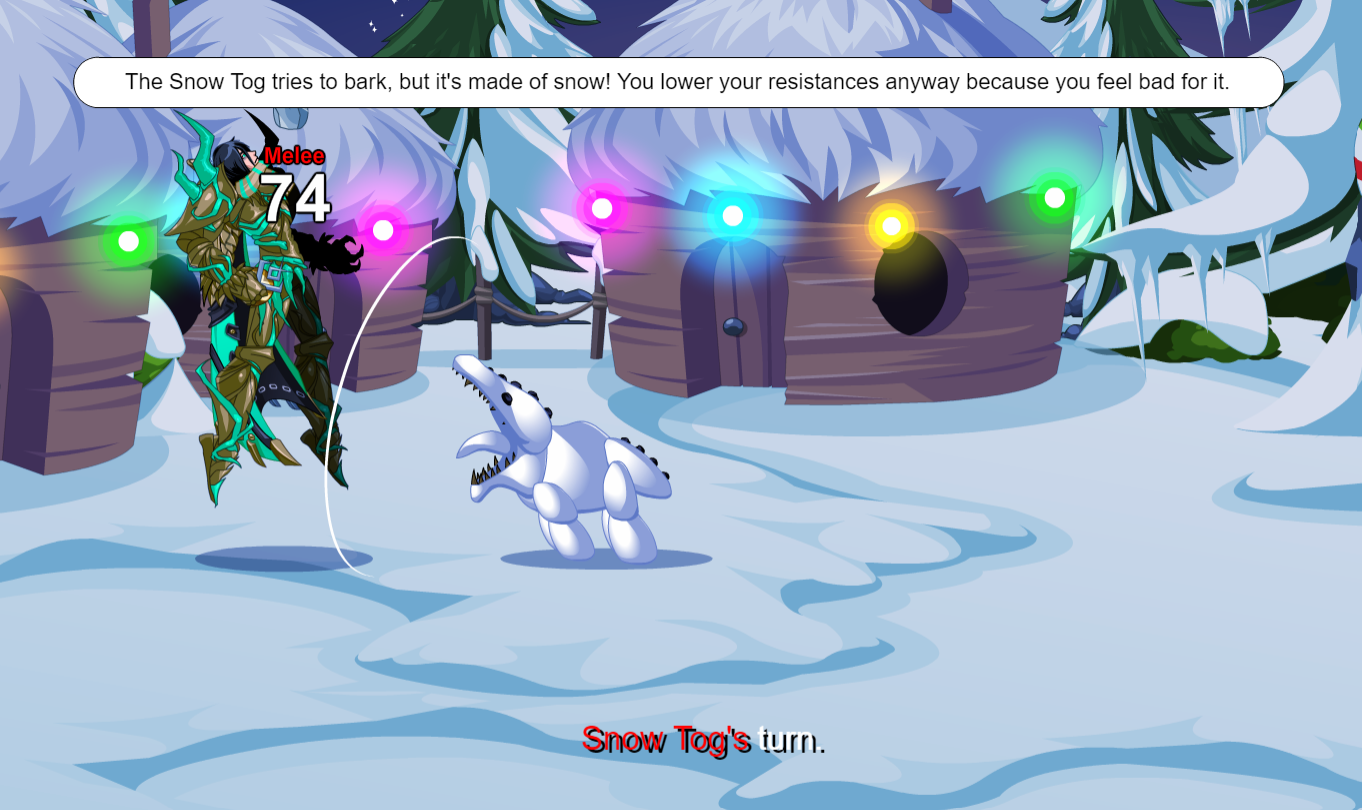 The Snow Tog tries to bark, but it's made of snow! You lower your resistances anyway because you feel bad for it.
Melee
74
Snow Tog's turn.